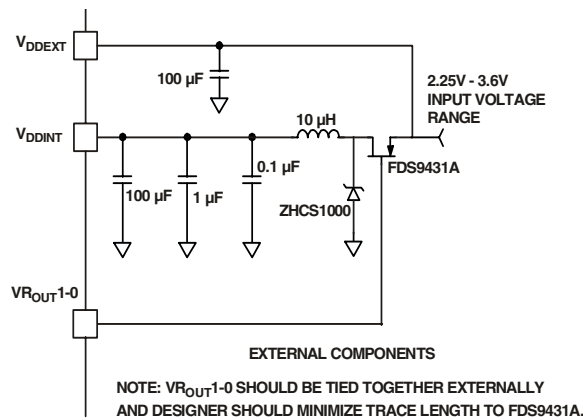 VDDEXT
100 µF
2.25V - 3.6V
INPUT VOLTAGE
RANGE
VDDINT
10 µH
FDS9431A
0.1 µF
100 µF
1 µF
ZHCS1000
VROUT1-0
EXTERNAL COMPONENTS
NOTE: VROUT1-0 SHOULD BE TIED TOGETHER EXTERNALLY
AND DESIGNER SHOULD MINIMIZE TRACE LENGTH TO FDS9431A.